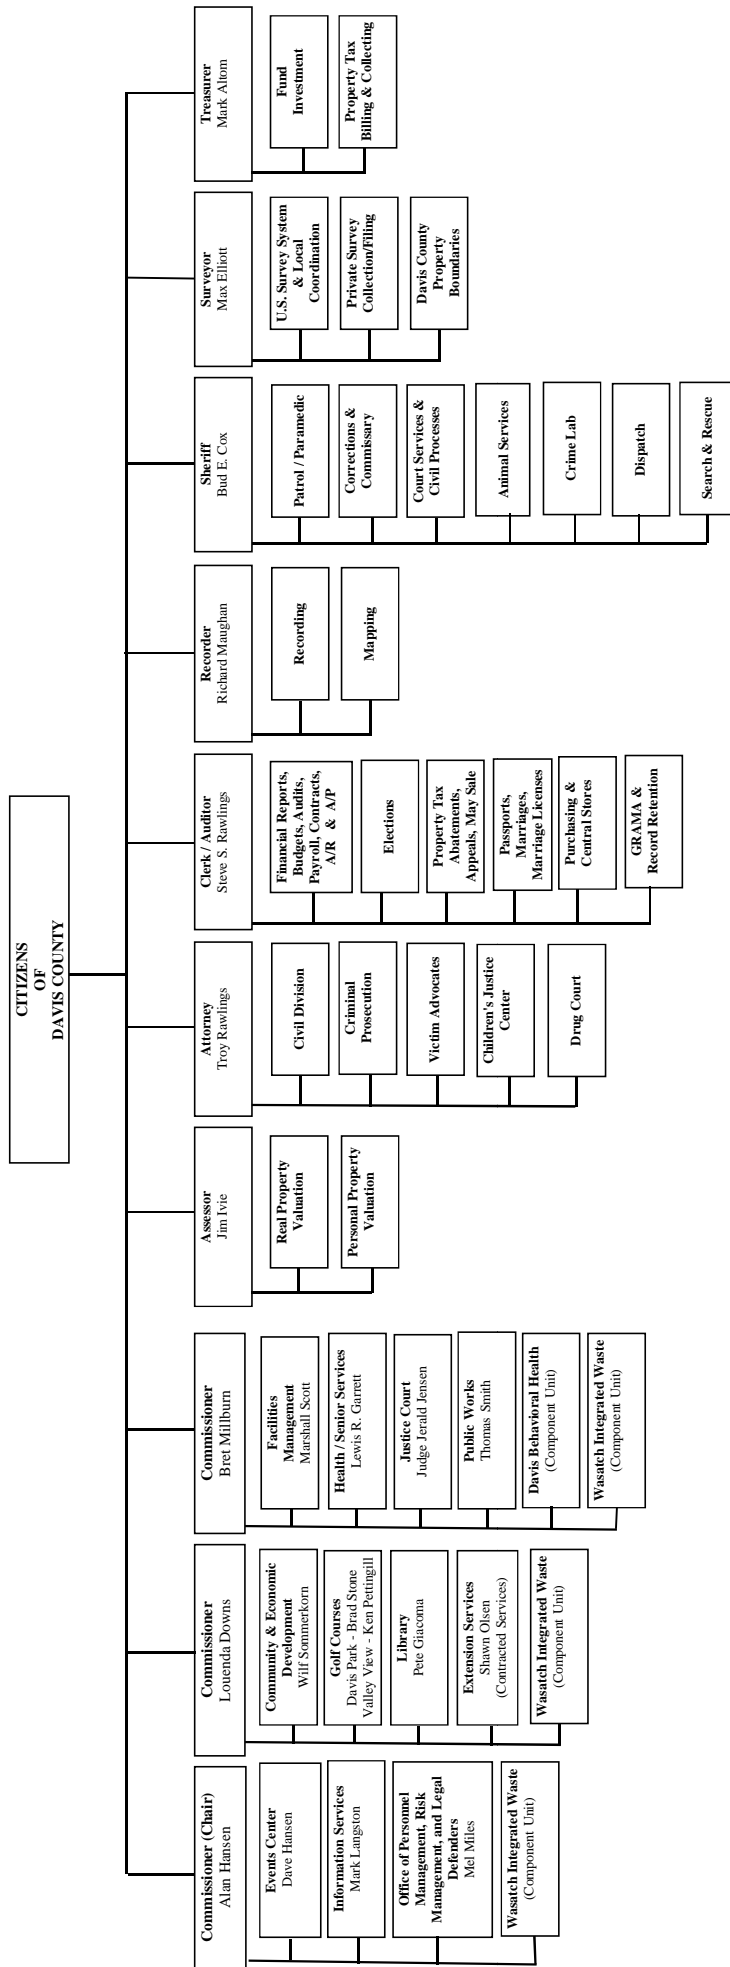 CITIZENS
OF
DAVIS COUNTY
Commissioner (Chair)
Alan Hansen
Events Center
Dave Hansen
Information Services
Mark Langston
Office of Personnel
Management, Risk
Management, and Legal
Defenders
Mel Miles
Wasatch Integrated Waste
(Component Unit)
Commissioner
Louenda Downs
Community & Economic
Development
Wilf Sommerkorn
Golf Courses
Davis Park - Brad Stone
Valley View - Ken Pettingill
Library
Pete Giacoma
Extension Services
Shawn Olsen
(Contracted Services)
Wasatch Integrated Waste
(Component Unit)
Commissioner
Bret Millburn
Facilities
Management
Marshall Scott
Health / Senior Services
Lewis R. Garrett
Justice Court
Judge Jerald Jensen
Public Works
Thomas Smith
Davis Behavioral Health
(Component Unit)
Wasatch Integrated Waste
(Component Unit)
Assessor
Jim Ivie
Real Property
Valuation
Personal Property
Valuation
Attorney
Troy Rawlings
Civil Division
Criminal
Prosecution
Victim Advocates
Children's Justice
Center
Drug Court
Clerk / Auditor
Steve S. Rawlings
Financial Reports,
Budgets, Audits,
Payroll, Contracts,
A/R & A/P
Elections
Property Tax
Abatements,
Appeals, May Sale
Passports,
Marriages,
Marriage Licenses
Purchasing &
Central Stores
GRAMA &
Record Retention
Recorder
Richard Maughan
Recording
Mapping
Sheriff
Bud E. Cox
Patrol / Paramedic
Corrections &
Commissary
Court Services &
Civil Processes
Animal Services
Crime Lab
Dispatch
Search & Rescue
Surveyor
Max Elliott
U.S. Survey System
& Local
Coordination
Private Survey
Collection/Filing
Davis County
Property
Boundaries
Treasurer
Mark Altom
Fund
Investment
Property Tax
Billing & Collecting